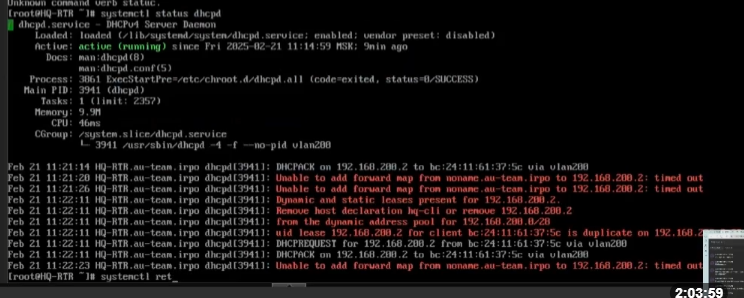 Unknown command verb statuc.
[root@HQ-RTR ~]# systemctl status dhcpd
dhcpd.service - DHCPv4 Server Daemon
Loaded: loaded (/lib/systemd/system/dhcpd.service; enabled; vendor preset: disabled)
Active: active (running) since Fri 2025-02-21 11:14:59 MSK; 9min ago
Docs: man:dhcpd(8)
man:dhcpd.conf(5)
Process: 3861 ExecStartPre=/etc/chroot.d/dhcpd.all (code=exited, status=0/SUCCESS)
Main PID: 3941 (dhcpd)
Tasks: 1 (limit: 2357)
Memory: 9.9M
CPU: 46ms
CGroup: /system.slice/dhcpd.service
└─ 3941 /usr/sbin/dhcpd -4 -f --no-pid vlan200
Feb 21 11:21:14 HQ-RTR.au-team.irpo dhcpd[3941]: DHCPACK on 192.168.200.2 to bc:24:11:61:37:5c via vlan200
Feb 21 11:21:20 HQ-RTR.au-team.irpo dhcpd[3941]: Unable to add forward map from noname.au-team.irpo to 192.168.200.2: timed out
Feb 21 11:21:26 HQ-RTR.au-team.irpo dhcpd[3941]: Unable to add forward map from noname.au-team.irpo to 192.168.200.2: timed out
Feb 21 11:22:11 HQ-RTR.au-team.irpo dhcpd[3941]: Dynamic and static leases present for 192.168.200.2.
Feb 21 11:22:11 HQ-RTR.au-team.irpo dhcpd[3941]: Remove host declaration hq-cli or remove 192.168.200.2
Feb 21 11:22:11 HQ-RTR.au-team.irpo dhcpd[3941]: from the dynamic address pool for 192.168.200.0/28
Feb 21 11:22:11 HQ-RTR.au-team.irpo dhcpd[3941]: uid lease 192.168.200.2 for client bc:24:11:61:37:5c is duplicate on 192.168.2
Feb 21 11:22:11 HQ-RTR.au-team.irpo dhcpd[3941]: DHCPREQUEST for 192.168.200.2 from bc:24:11:61:37:5c via vlan200
Feb 21 11:22:11 HQ-RTR.au-team.irpo dhcpd[3941]: DHCPACK on 192.168.200.2 to bc:24:11:61:37:5c via vlan200
Feb 21 11:22:23 HQ-RTR.au-team.irpo dhcpd[3941]: Unable to add forward map from noname.au-team.irpo to 192.168.200.2: timed out
[root@HQ-RTR ~]# systemctl ret_
2:03:59